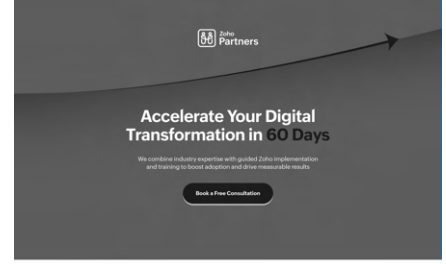 Zoho
Partners
Accelerate Your Digital
Transformation in 60 Days
We combine industry expertise with guided Zoho implementation
and training to boost adoption and drive measurable results
Book a Free Consultation